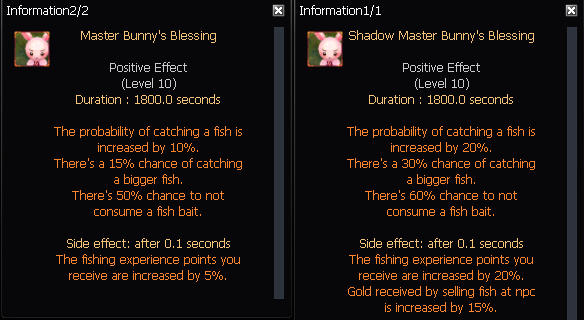 Information2/2
Master Bunny's Blessing
Positive Effect
(Level 10)
Duration : 1800.0 seconds
The probability of catching a fish is
increased by 10%.
There's a 15% chance of catching
a bigger fish.
There's 50% chance to not
consume a fish bait.
Side effect: after 0.1 seconds
The fishing experience points you
receive are increased by 5%.
Information1/1
Shadow Master Bunny's Blessing
Positive Effect
(Level 10)
Duration : 1800.0 seconds
The probability of catching a fish is
increased by 20%.
There's a 30% chance of catching
a bigger fish.
There's 60% chance to not
consume a fish bait.
Side effect: after 0.1 seconds
The fishing experience points you
receive are increased by 20%.
Gold received by selling fish at npc
is increased by 15%.